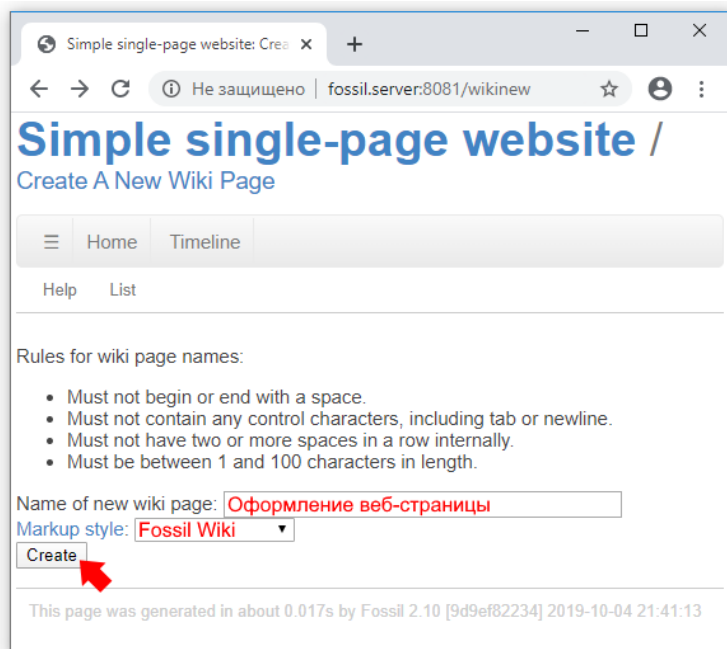 Simple single-page website: Crea
Не защищено | fossil.server:8081/wikinew
Simple single-page website /
Create A New Wiki Page
☰ Home Timeline
Help List
Rules for wiki page names:
• Must not begin or end with a space.
• Must not contain any control characters, including tab or newline.
• Must not have two or more spaces in a row internally.
• Must be between 1 and 100 characters in length.
Name of new wiki page: Оформление веб-страницы
Markup style: Fossil Wiki
Create
This page was generated in about 0.017s by Fossil 2.10 [9d9ef82234] 2019-10-04 21:41:13